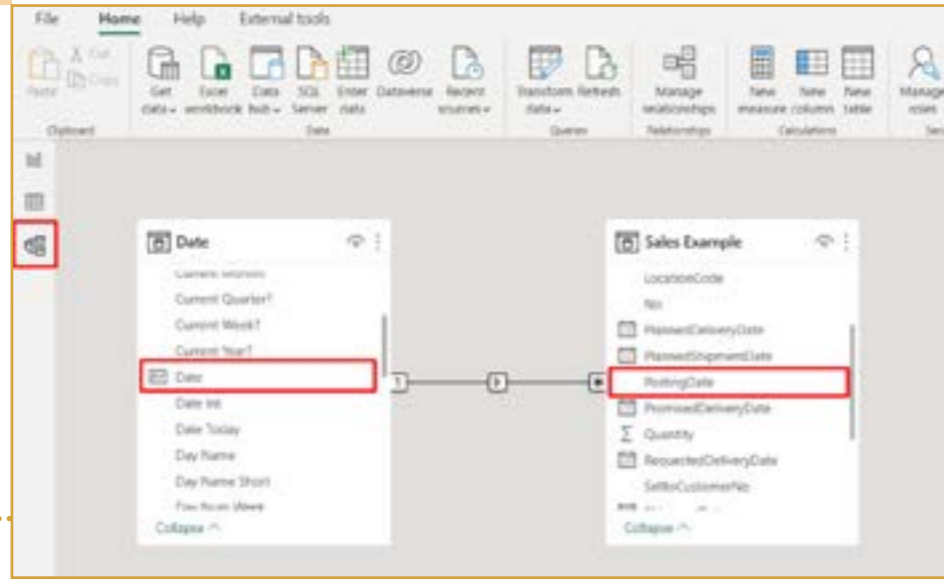 File Home Help External tools
Paste
Cut
Copy
Get data
Excel workbook
Data hub
SQL Server
Enter data
Dataverse
Recent sources
Transform data
Refresh
Manage relationships
New measure
New column
New table
Manage roles
Clipboard
Data
Queries
Relationships
Calculations
Date
Current Quarter?
Current Week?
Current Year?
Date
Date Int
Date Today
Day Name
Day Name Short
Collapse
Sales Example
LocationCode
No
PlannedDeliveryDate
PlannedShipmentDate
PostingDate
PromisedDeliveryDate
Σ Quantity
RequestedDeliveryDate
SelltoCustomerNo
Collapse
1